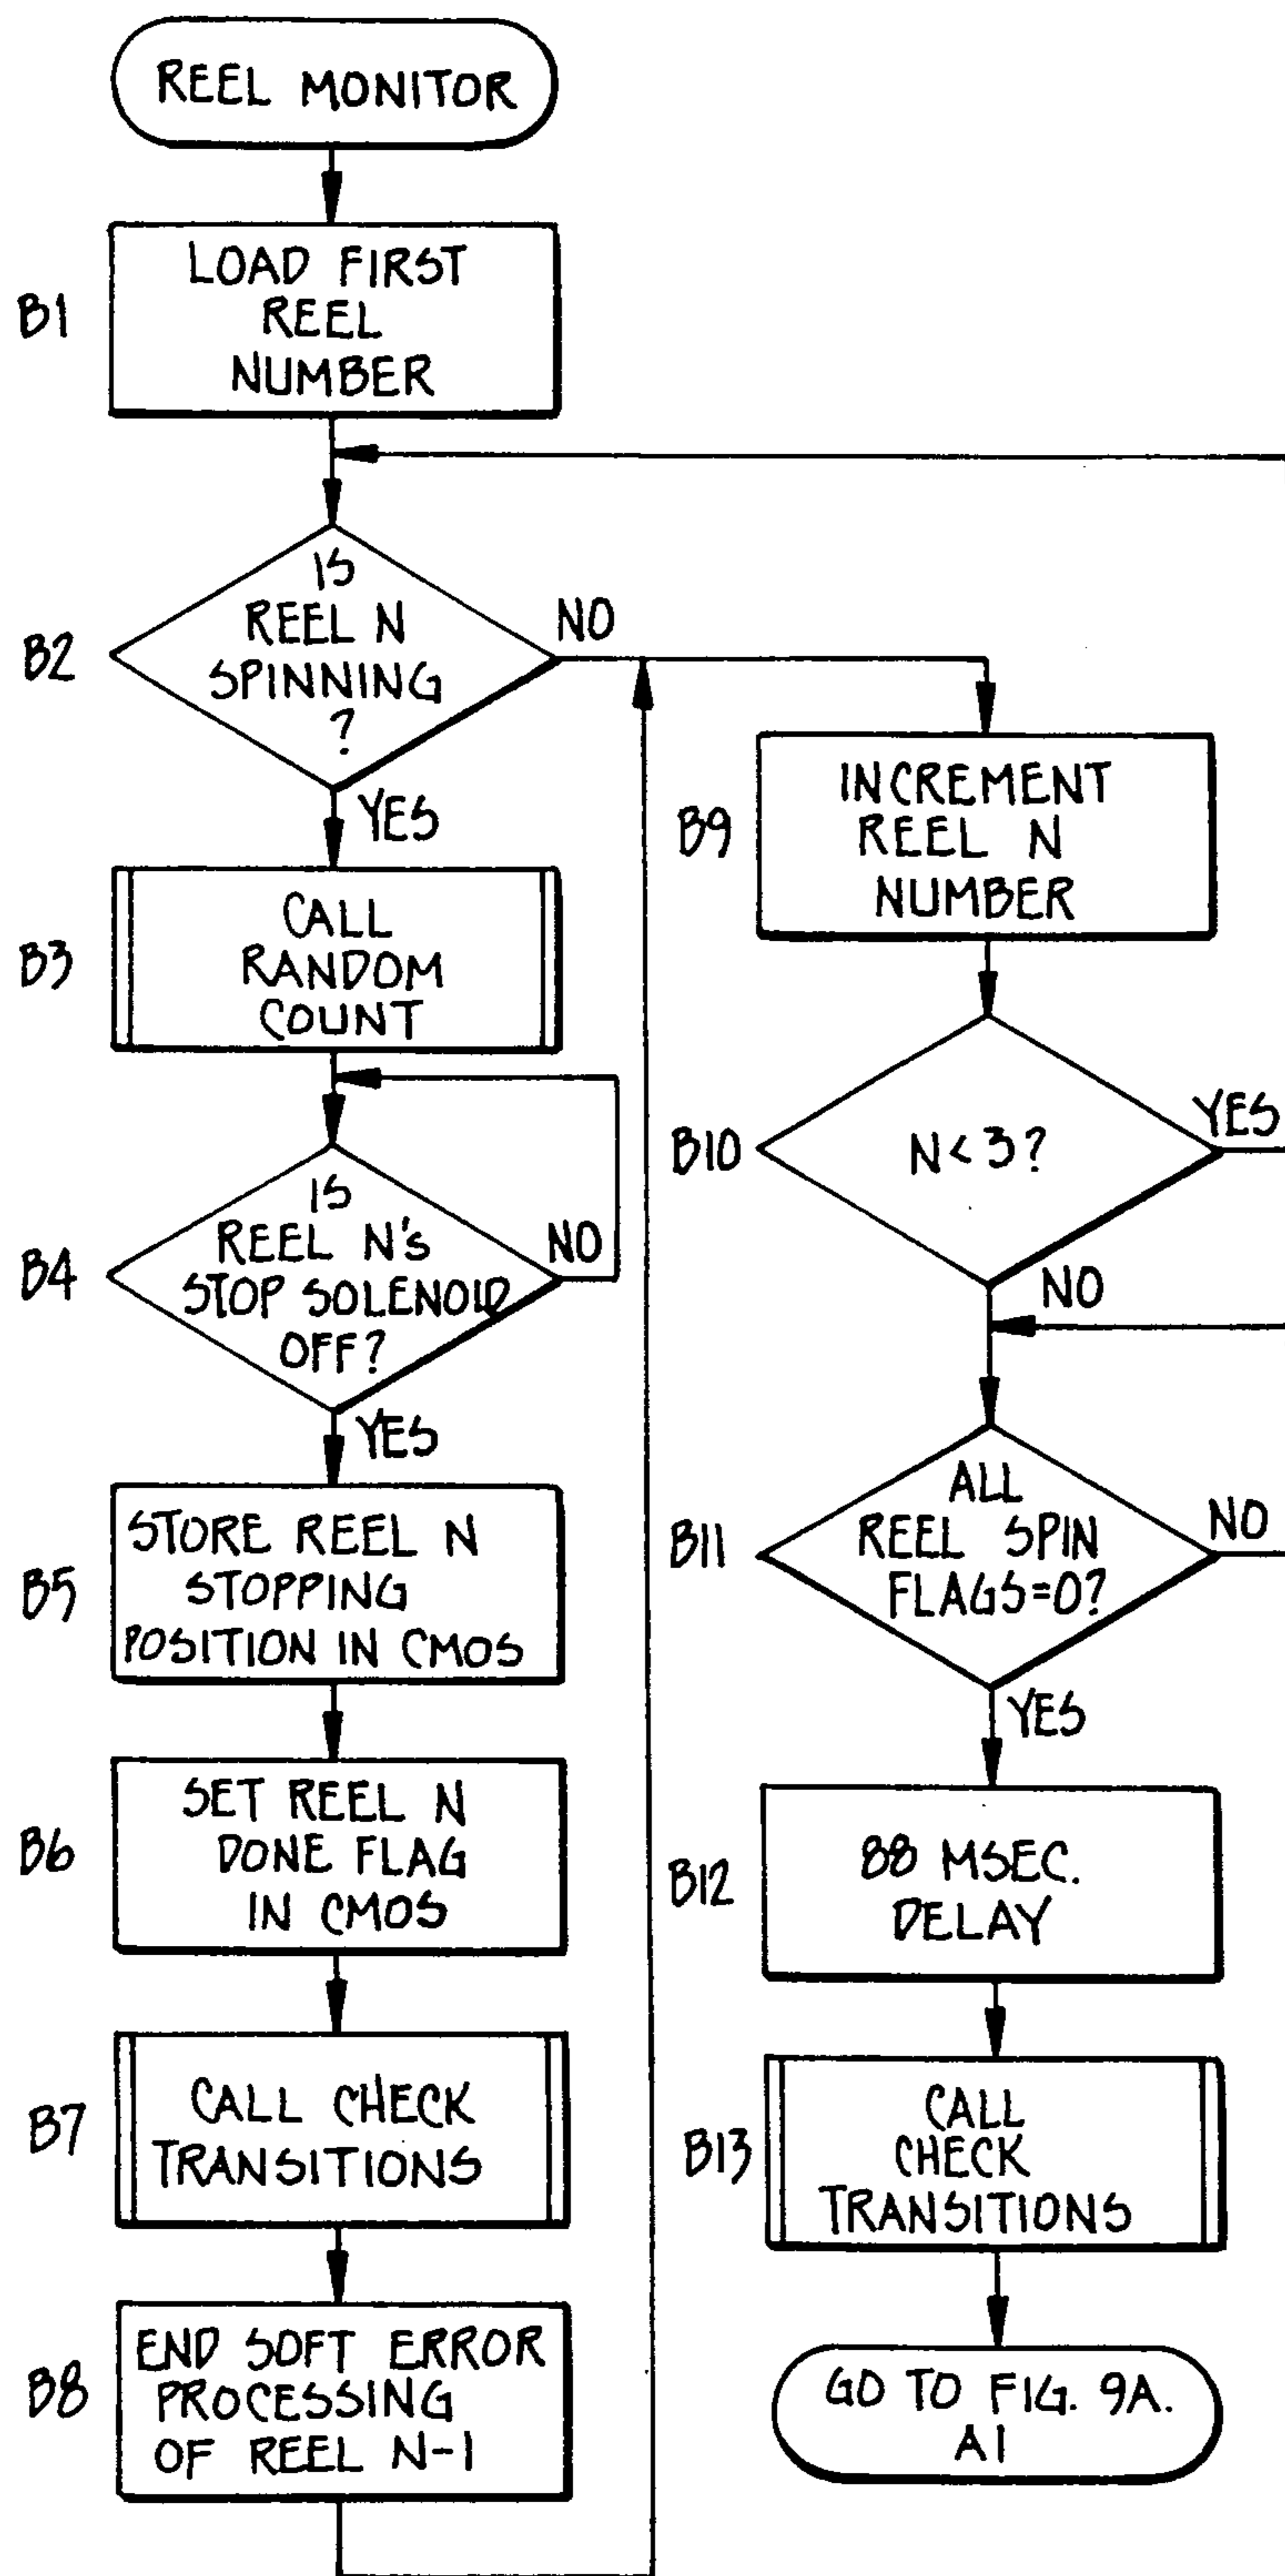 REEL MONITOR
B1
LOAD FIRST
REEL
NUMBER
B2
IS
REEL N
SPINNING
?
NO
YES
B3
CALL
RANDOM
COUNT
B4
IS
REEL N'S
STOP SOLENOID
OFF?
NO
YES
B5
STORE REEL N
STOPPING
POSITION IN CMOS
B6
SET REEL N
DONE FLAG
IN CMOS
B7
CALL CHECK
TRANSITIONS
B8
END SOFT ERROR
PROCESSING
OF REEL N-1
B9
INCREMENT
REEL N
NUMBER
B10
N<3?
YES
NO
B11
ALL
REEL SPIN
FLAGS=0?
NO
YES
B12
88 MSEC.
DELAY
B13
CALL
CHECK
TRANSITIONS
GO TO FIG. 9A.
A1